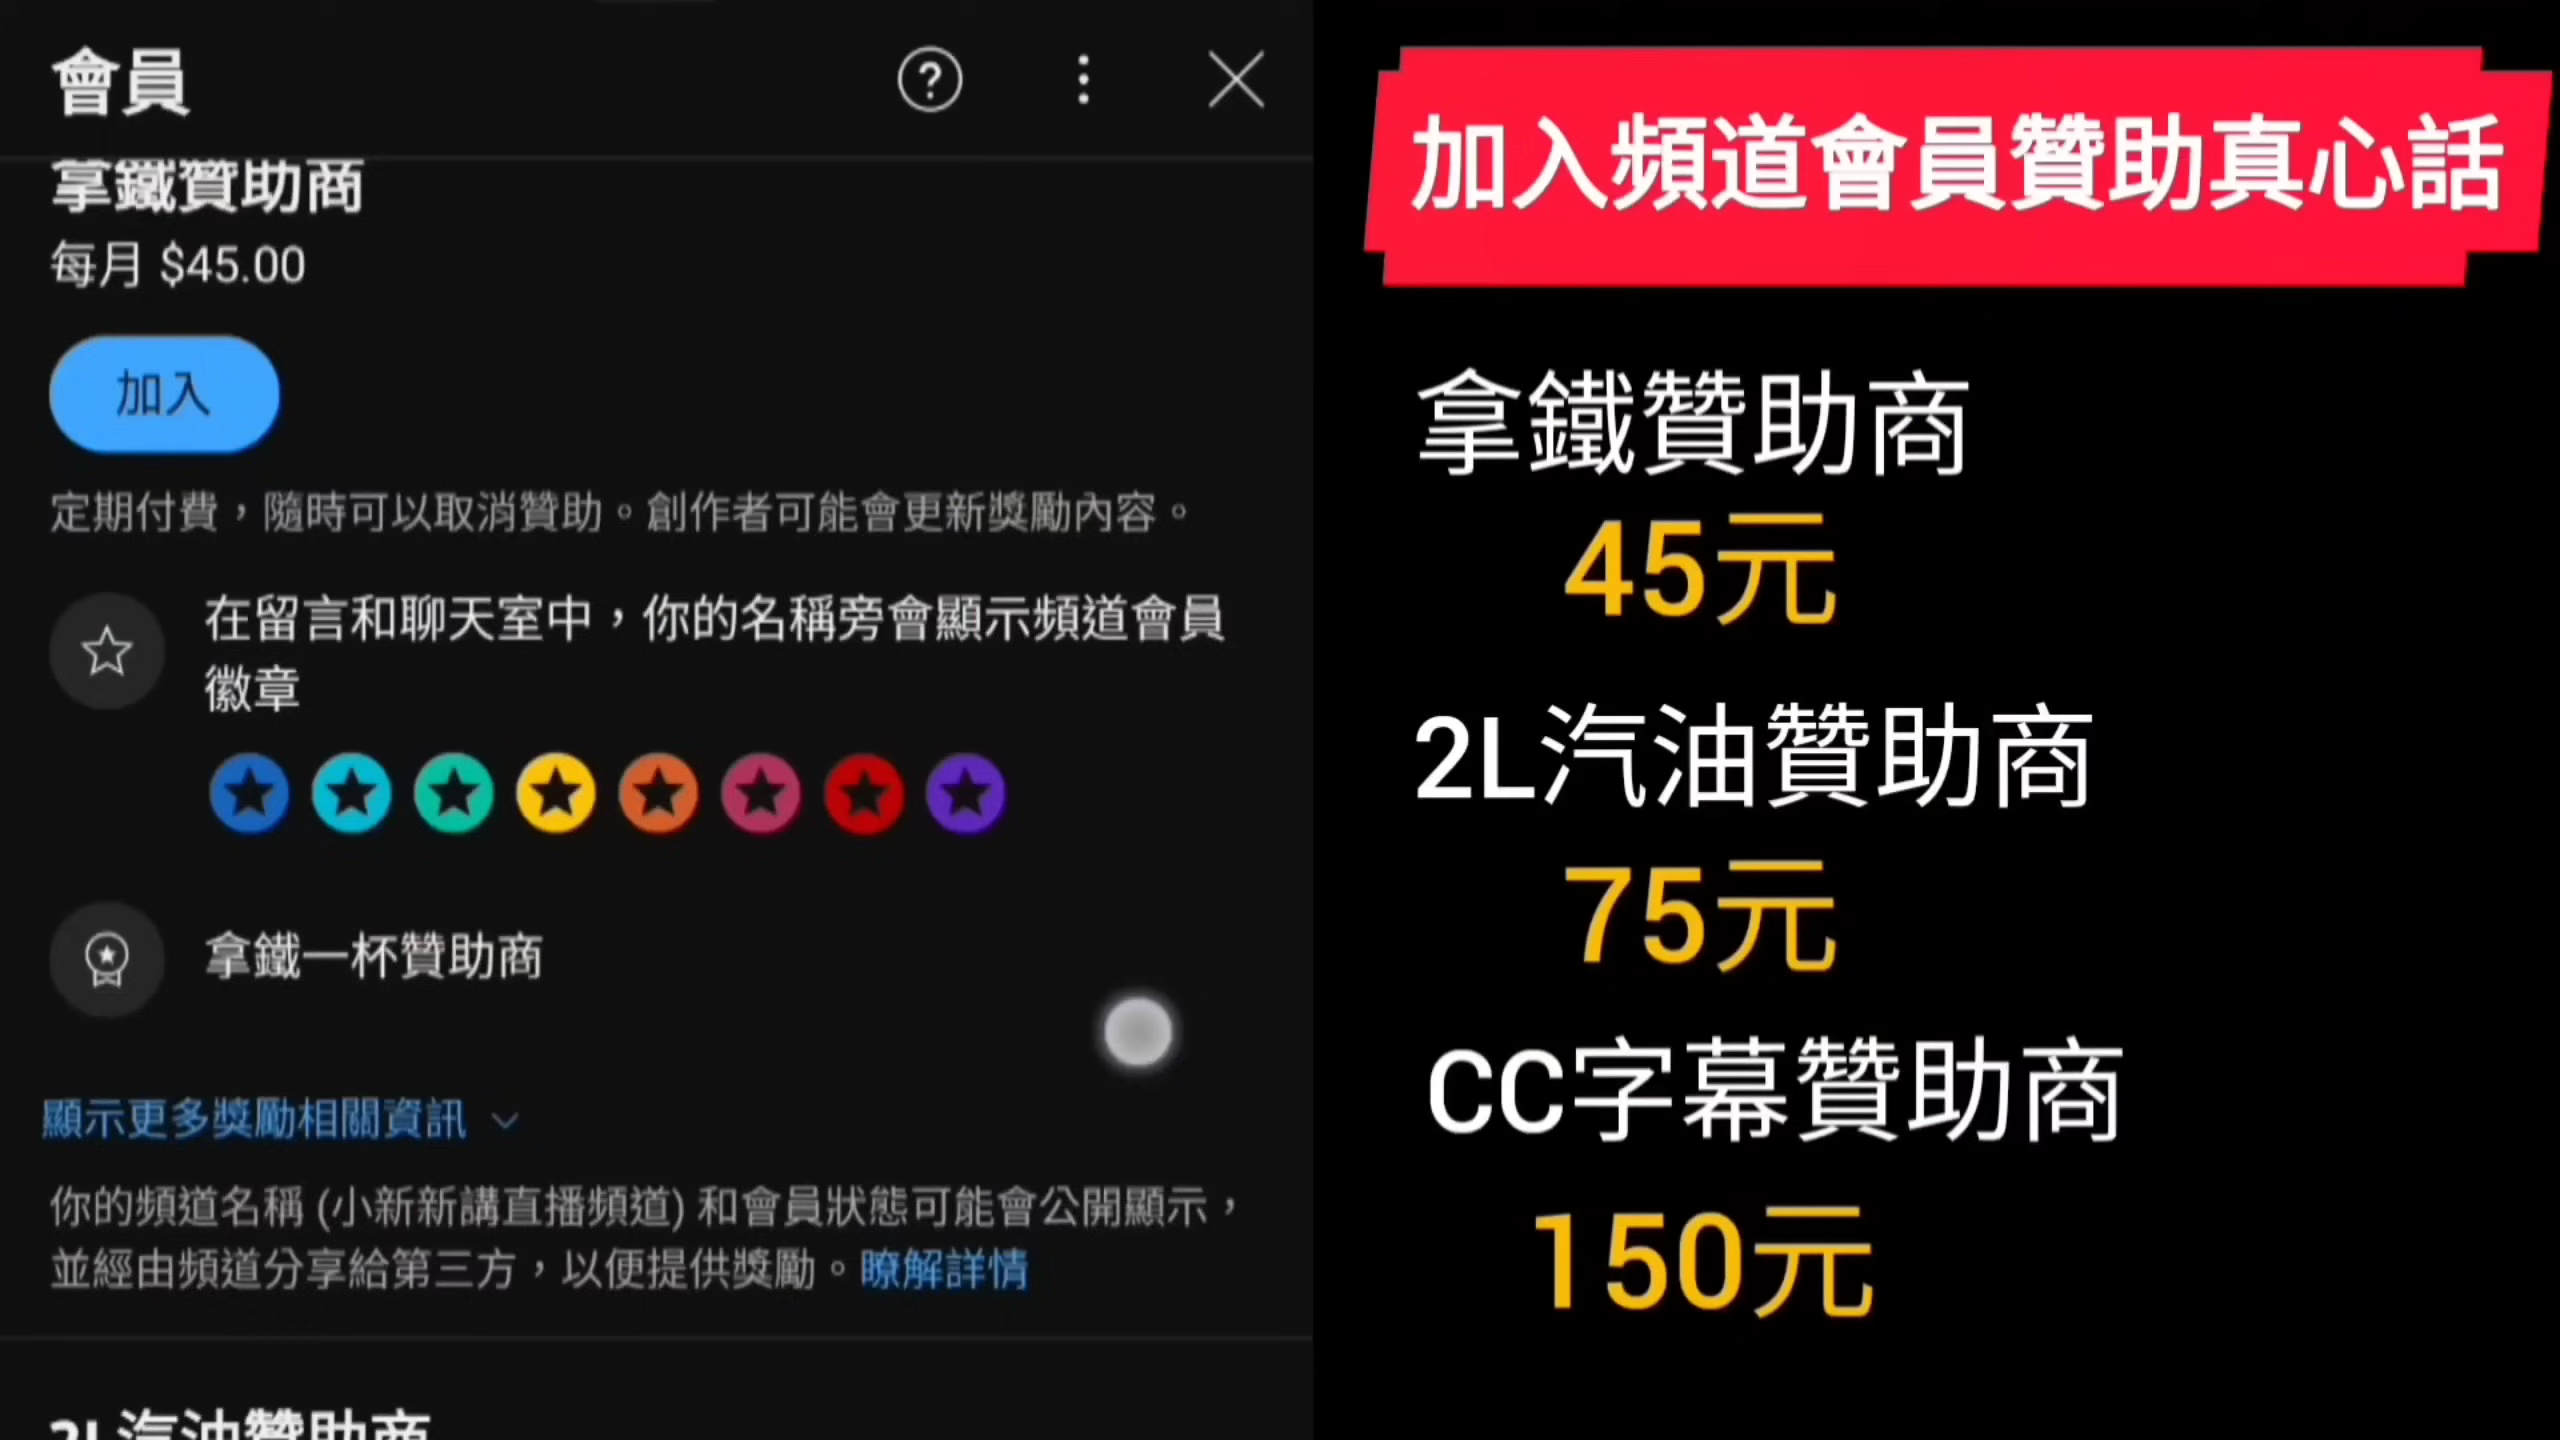 會員
拿鐵贊助商
每月 $45.00
加入
定期付費，隨時可以取消贊助。創作者可能會更新獎勵內容。
在留言和聊天室中，你的名稱旁會顯示頻道會員
徽章
拿鐵一杯贊助商
顯示更多獎勵相關資訊
你的頻道名稱 (小新新講直播頻道) 和會員狀態可能會公開顯示，
並經由頻道分享給第三方，以便提供獎勵。瞭解詳情
2L汽油贊助商
加入頻道會員贊助真心話
拿鐵贊助商
45元
2L汽油贊助商
75元
CC字幕贊助商
150元